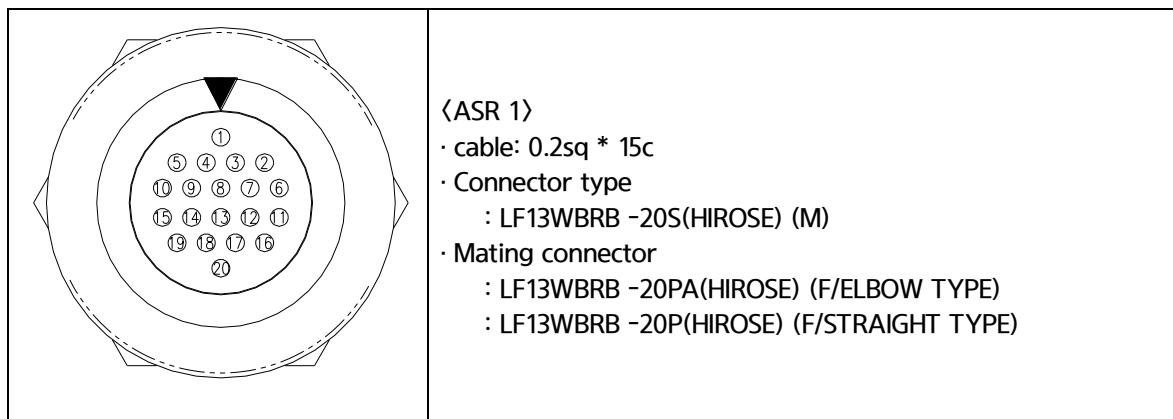 1
5 4 3 2
10 9 8 7 6
15 14 13 12 11
19 18 17 16
20
〈ASR 1〉
· cable: 0.2sq * 15c
· Connector type
: LF13WBRB -20S(HIROSE) (M)
· Mating connector
: LF13WBRB -20PA(HIROSE) (F/ELBOW TYPE)
: LF13WBRB -20P(HIROSE) (F/STRAIGHT TYPE)